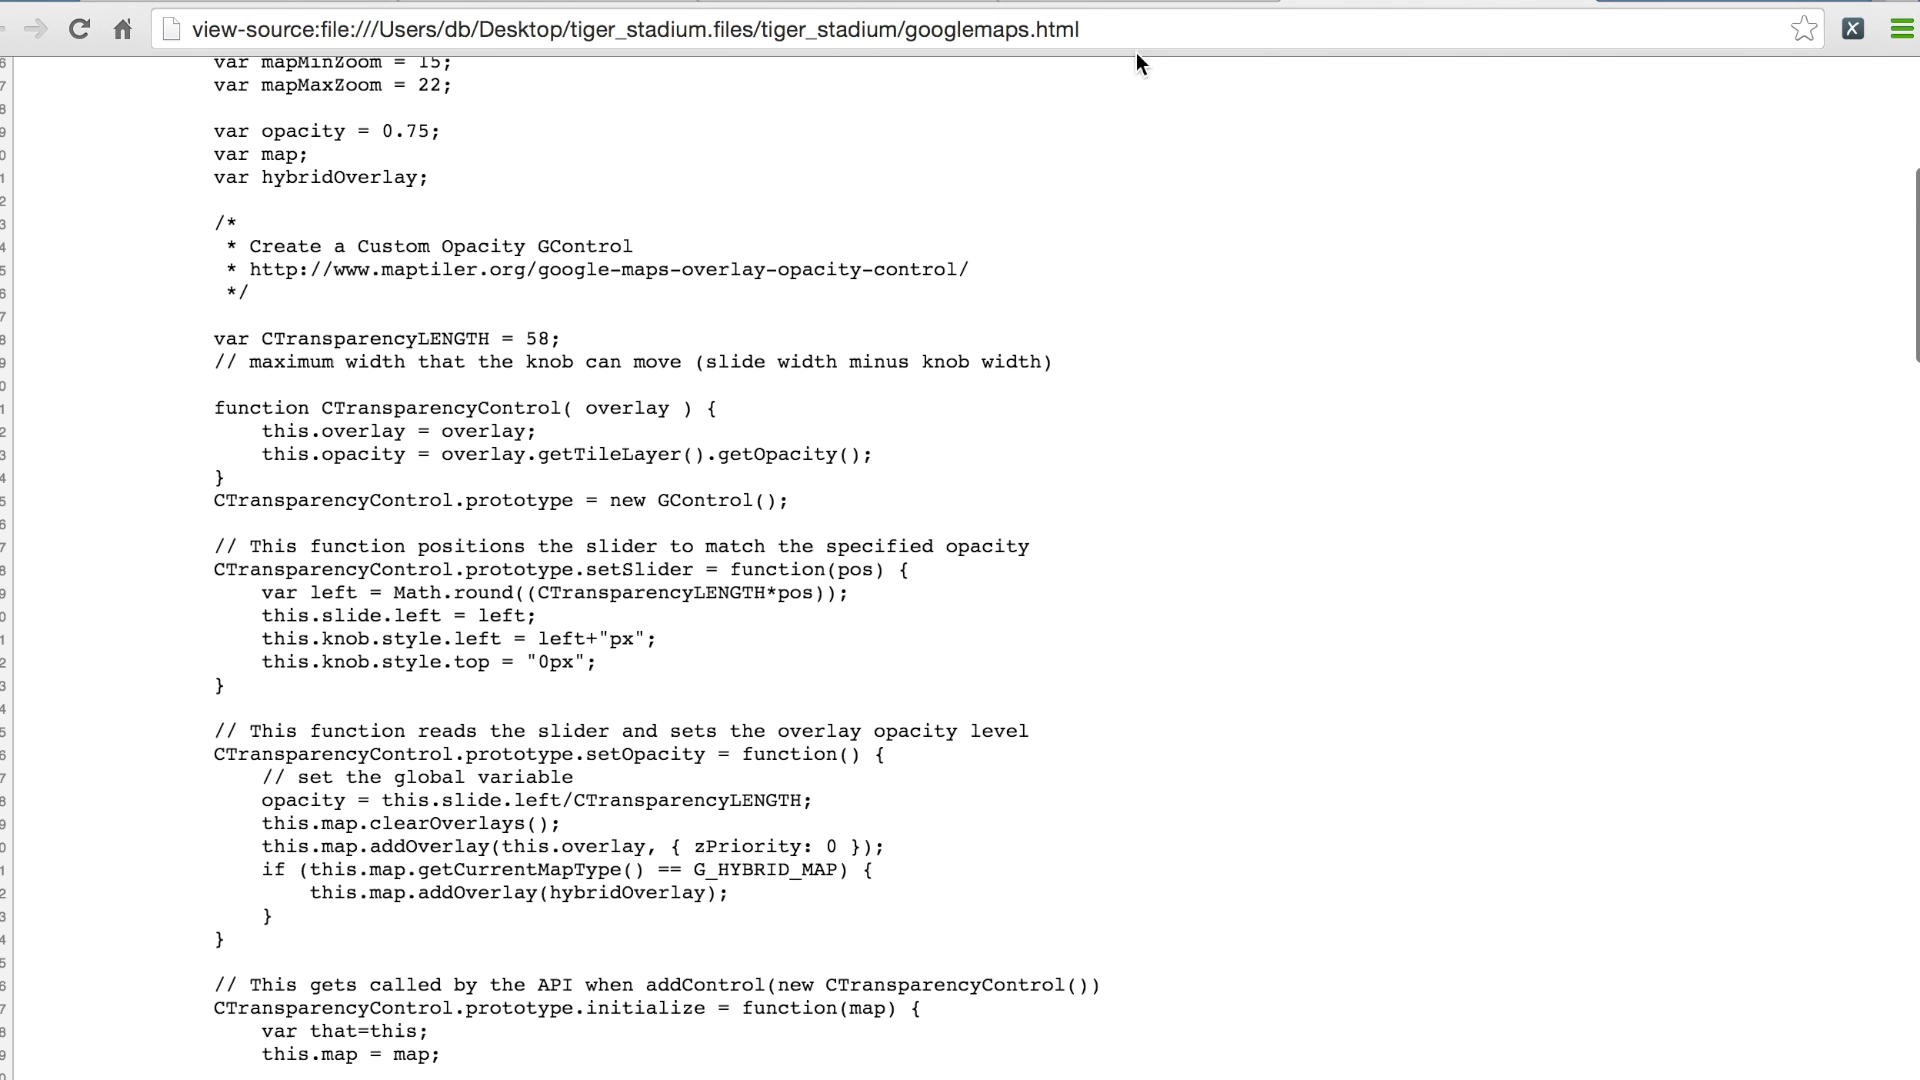 view-source:file:///Users/db/Desktop/tiger_stadium.files/tiger_stadium/googlemaps.html
var mapMinZoom = 15;
var mapMaxZoom = 22;
var opacity = 0.75;
var map;
var hybridOverlay;
/*
* Create a Custom Opacity GControl
* http://www.maptiler.org/google-maps-overlay-opacity-control/
*/
var CTransparencyLENGTH = 58;
// maximum width that the knob can move (slide width minus knob width)
function CTransparencyControl( overlay ) {
this.overlay = overlay;
this.opacity = overlay.getTileLayer().getOpacity();
}
CTransparencyControl.prototype = new GControl();
// This function positions the slider to match the specified opacity
CTransparencyControl.prototype.setSlider = function(pos) {
var left = Math.round((CTransparencyLENGTH*pos));
this.slide.left = left;
this.knob.style.left = left+"px";
this.knob.style.top = "0px";
}
// This function reads the slider and sets the overlay opacity level
CTransparencyControl.prototype.setOpacity = function() {
// set the global variable
opacity = this.slide.left/CTransparencyLENGTH;
this.map.clearOverlays();
this.map.addOverlay(this.overlay, { zPriority: 0 });
if (this.map.getCurrentMapType() == G_HYBRID_MAP) {
this.map.addOverlay(hybridOverlay);
}
}
// This gets called by the API when addControl(new CTransparencyControl())
CTransparencyControl.prototype.initialize = function(map) {
var that=this;
this.map = map;